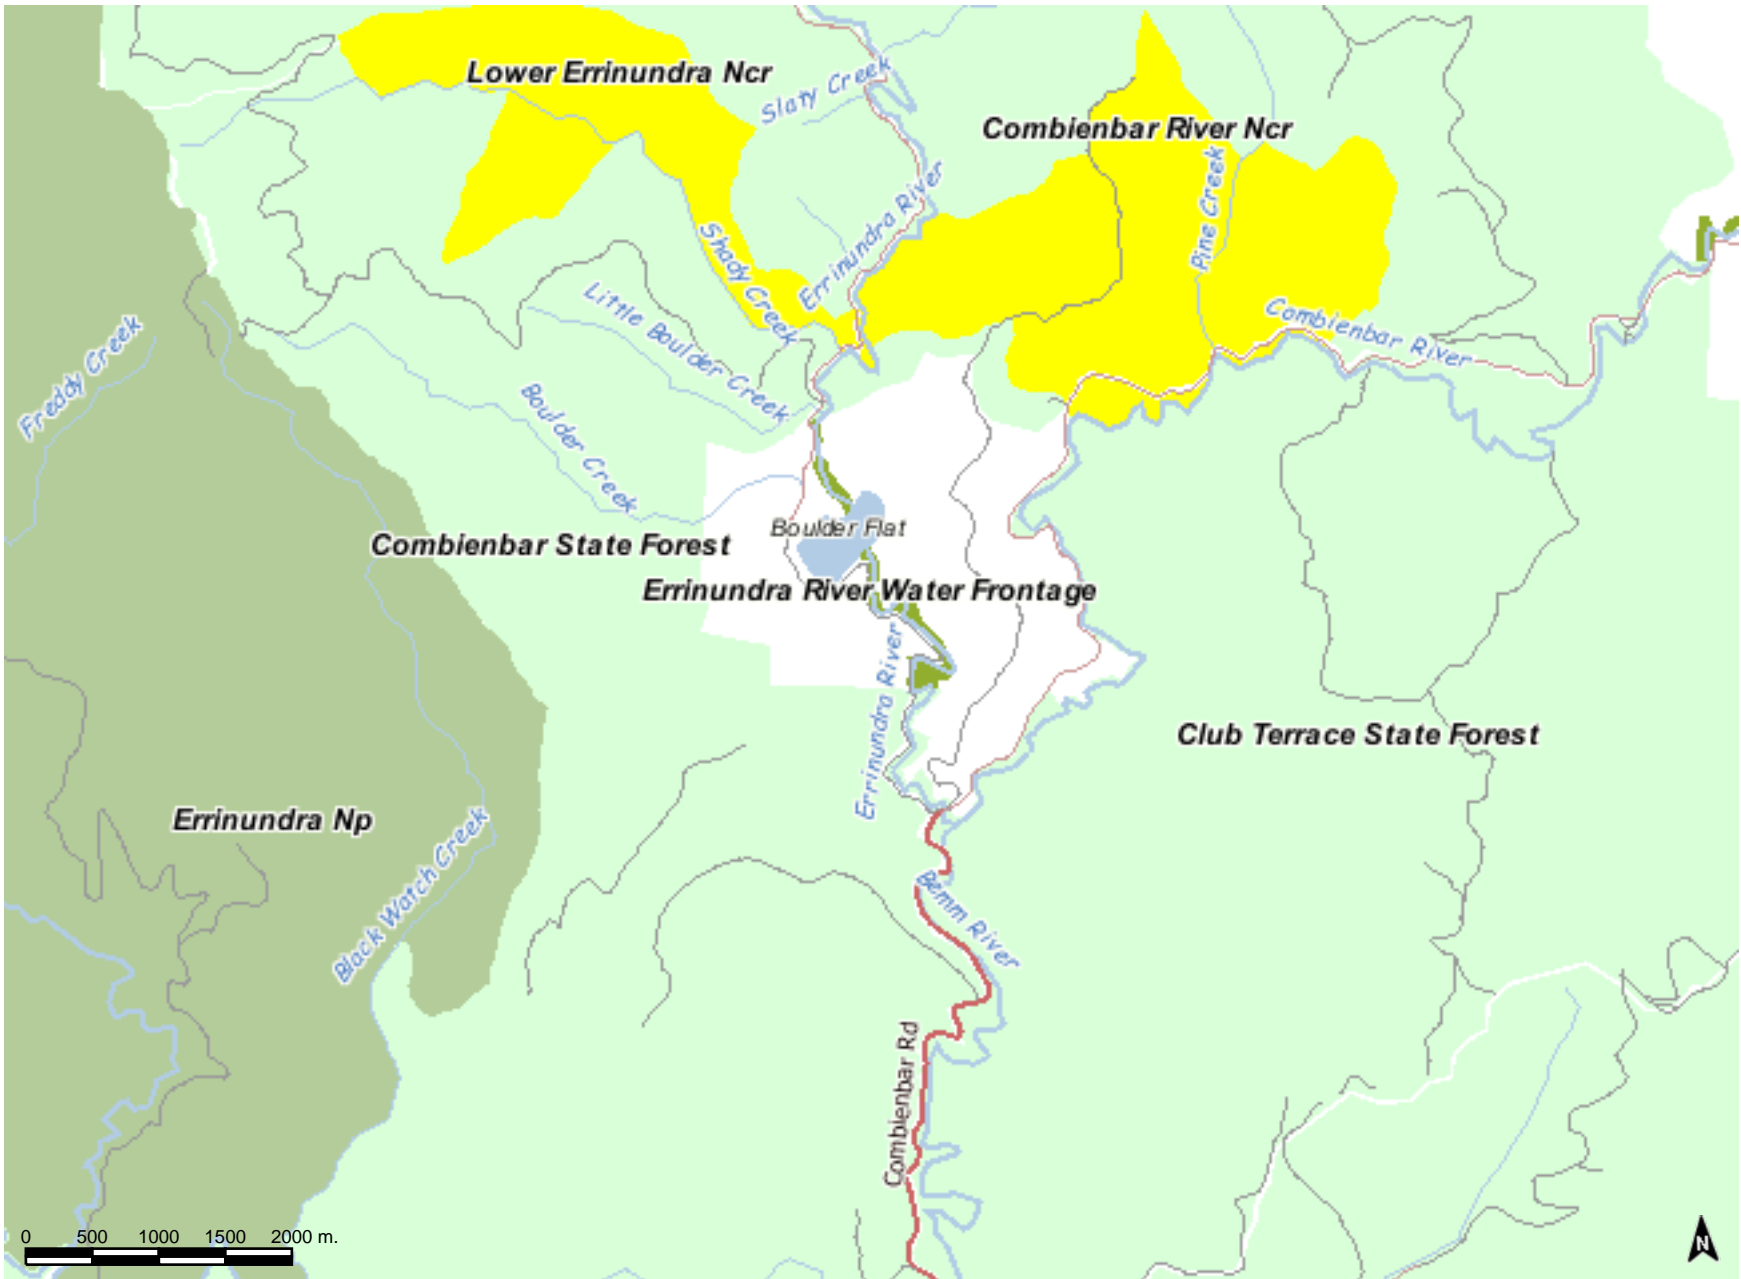 Lower Errinundra Ncr
Slaty Creek
Combienbar River Ncr
Pine Creek
Errinundra River
Shady Creek
Little Boulder Creek
Combienbar River
Freddy Creek
Boulder Creek
Boulder Flat
Combienbar State Forest
Errinundra River Water Frontage
Errinundra River
Club Terrace State Forest
Errinundra Np
Black Watch Creek
Bemm River
Combienbar Rd
0 500 1000 1500 2000 m.
N